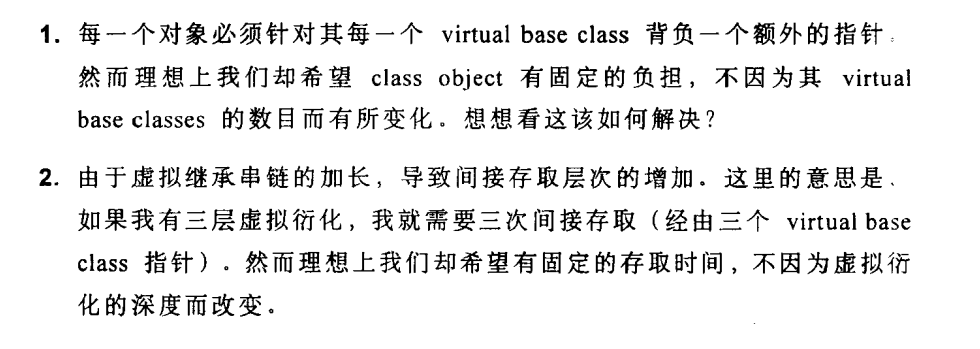 1. 每一个对象必须针对其每一个 virtual base class 背负一个额外的指针.
然而理想上我们却希望 class object 有固定的负担，不因为其 virtual
base classes 的数目而有所变化。想想看这该如何解决？
2. 由于虚拟继承串链的加长，导致间接存取层次的增加。这里的意思是、
如果我有三层虚拟衍化，我就需要三次间接存取（经由三个 virtual base
class 指针）。然而理想上我们却希望有固定的存取时间，不因为虚拟衍
化的深度而改变。